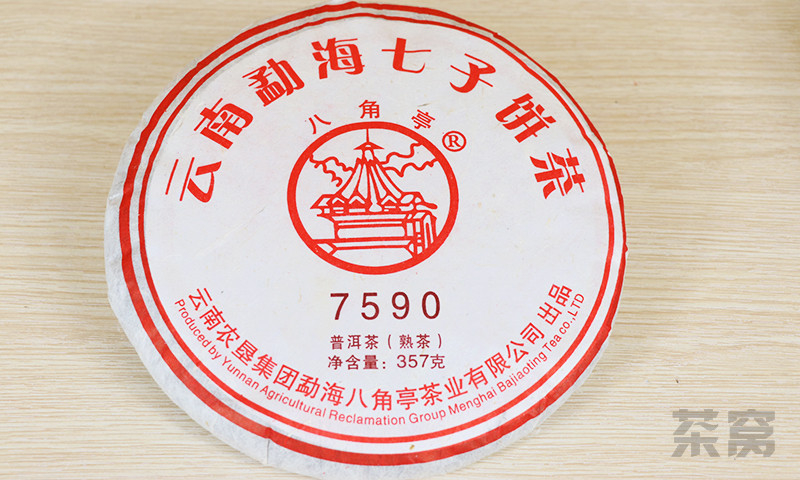 云南勐海七子饼茶
八角亭®
7590
普洱茶（熟茶）
净含量：357克
云南农垦集团勐海八角亭茶业有限公司出品
Produced by Yunnan Agricultural Reclamation Group Menghai Bajiaoting Tea co.,LTD
茶窝